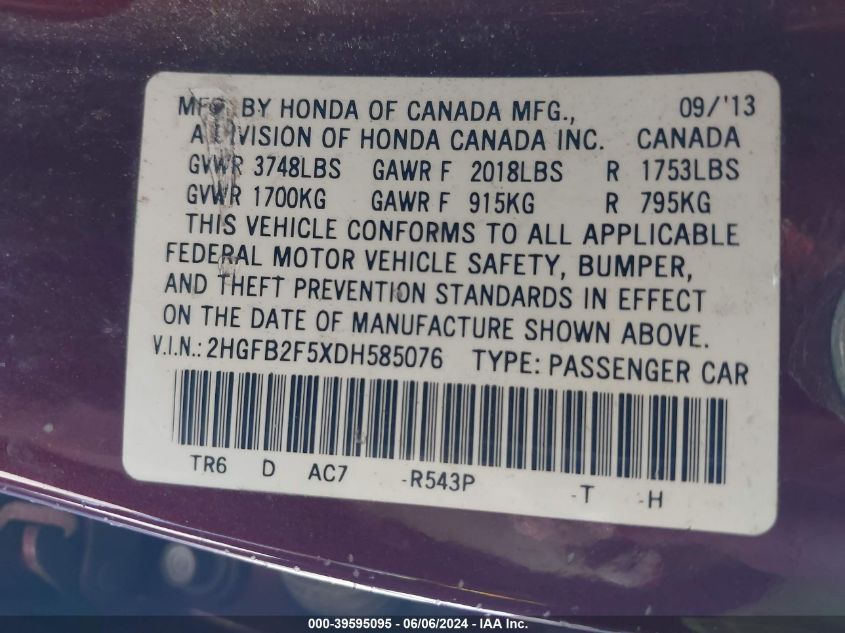 MFG. BY HONDA OF CANADA MFG., 09/'13
A DIVISION OF HONDA CANADA INC. CANADA
GVWR 3748LBS GAWR F 2018LBS R 1753LBS
GVWR 1700KG GAWR F 915KG R 795KG
THIS VEHICLE CONFORMS TO ALL APPLICABLE
FEDERAL MOTOR VEHICLE SAFETY, BUMPER,
AND THEFT PREVENTION STANDARDS IN EFFECT
ON THE DATE OF MANUFACTURE SHOWN ABOVE.
V.I.N.: 2HGFB2F5XDH585076 TYPE: PASSENGER CAR
TR6 D AC7 -R543P -T -H
000-39595095 - 06/06/2024 - IAAI Inc.